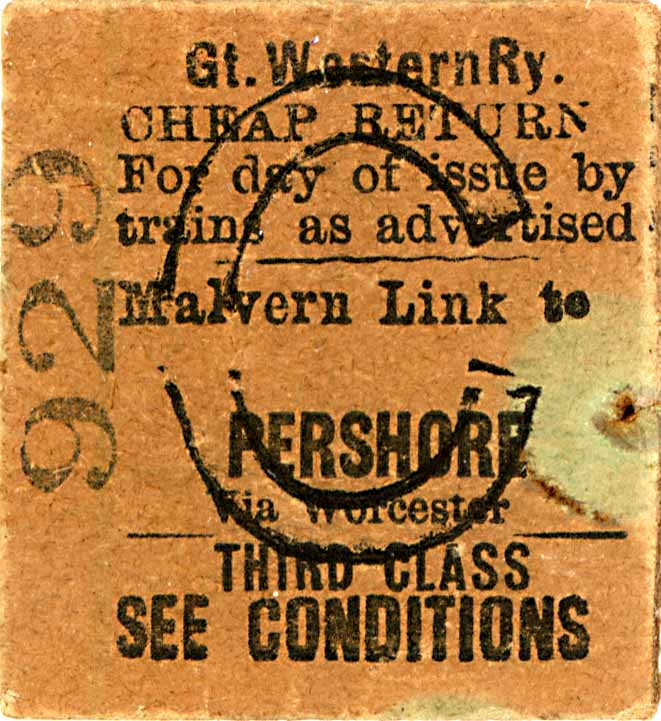 Gt. Western Ry.
CHEAP RETURN
For day of issue by
trains as advertised
Malvern Link to
PERSHORE
Via Worcester
THIRD CLASS
SEE CONDITIONS
929
C